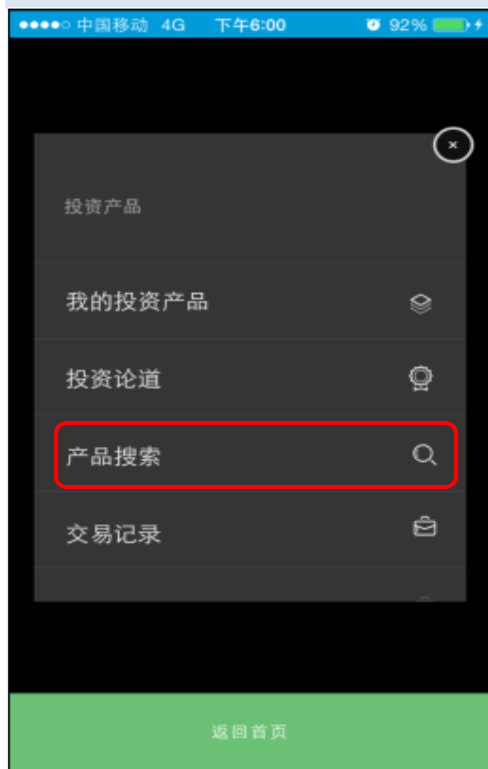 中国移动 4G 下午6:00 92%
投资产品
我的投资产品
投资论道
产品搜索
交易记录
返回首页